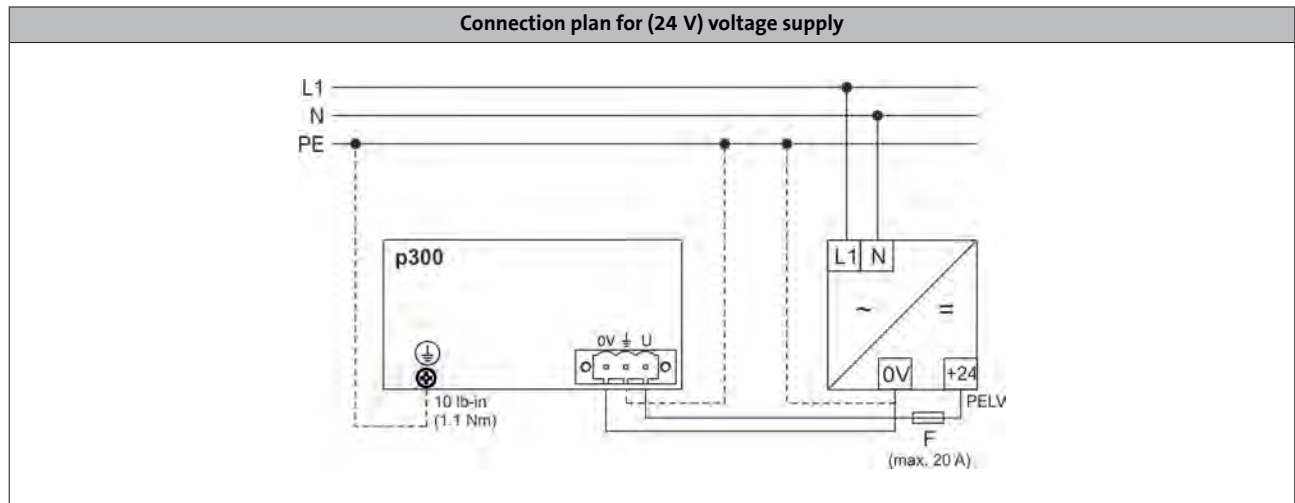 Connection plan for (24 V) voltage supply
L1
N
PE
p300
L1 N
~ =
0V ⏚ U
0V +24
10 lb-in
(1.1 Nm)
PELV
F
(max. 20 A)